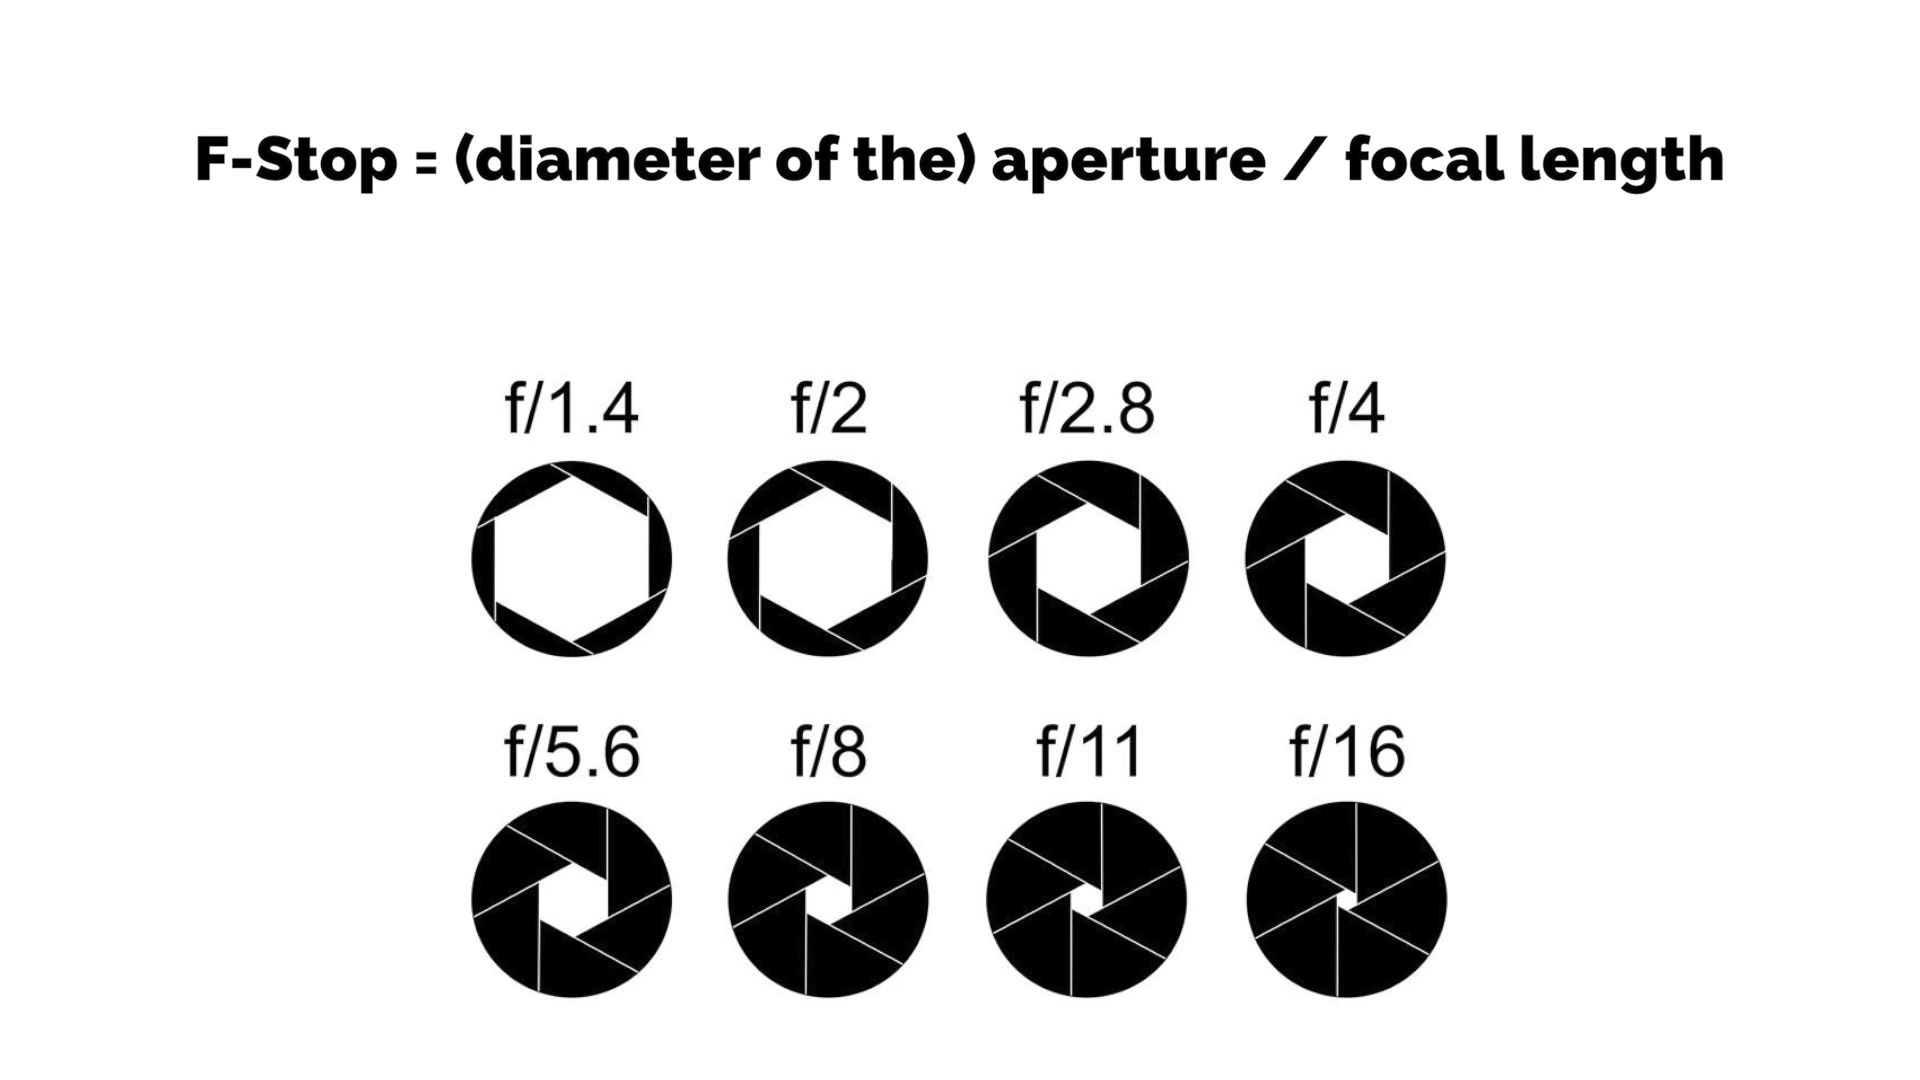 F-Stop = (diameter of the) aperture / focal length
f/1.4 f/2 f/2.8 f/4
f/5.6 f/8 f/11 f/16